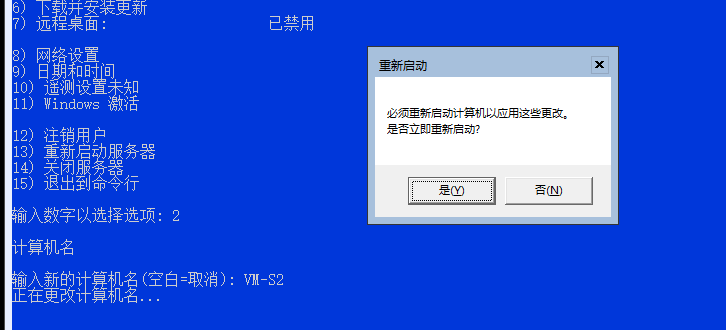 6) 下载并安装更新
7) 远程桌面: 已禁用
8) 网络设置
9) 日期和时间
10) 遥测设置未知
11) Windows 激活
12) 注销用户
13) 重新启动服务器
14) 关闭服务器
15) 退出到命令行
输入数字以选择选项: 2
计算机名
输入新的计算机名(空白=取消): VM-S2
正在更改计算机名...
重新启动
必须重新启动计算机以应用这些更改。
是否立即重新启动?
是(Y) 否(N)